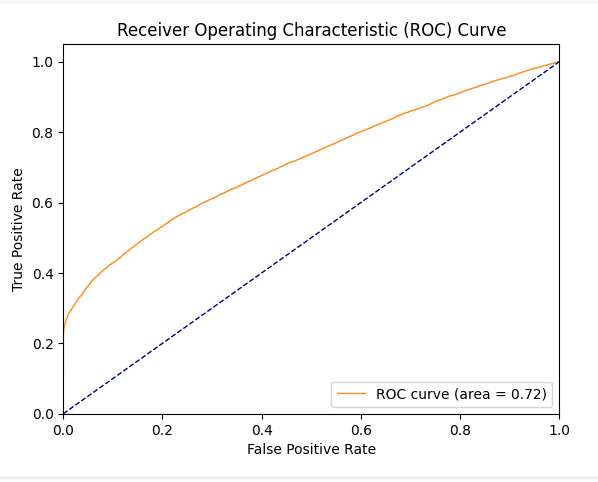 Receiver Operating Characteristic (ROC) Curve
1.0
0.8
0.6
0.4
0.2
0.0
True Positive Rate
ROC curve (area = 0.72)
0.0 0.2 0.4 0.6 0.8 1.0
False Positive Rate